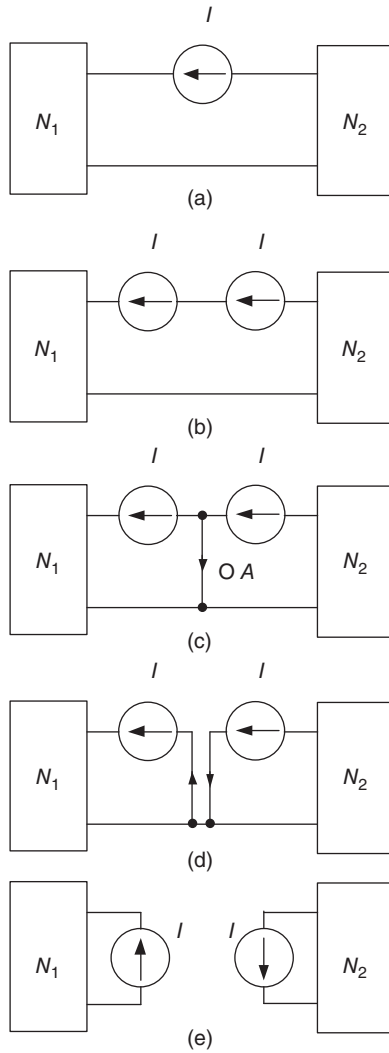 I
N1 N2
(a)
I I
N1 N2
(b)
I I
N1 O A N2
(c)
I I
N1 N2
(d)
N1 I I N2
(e)